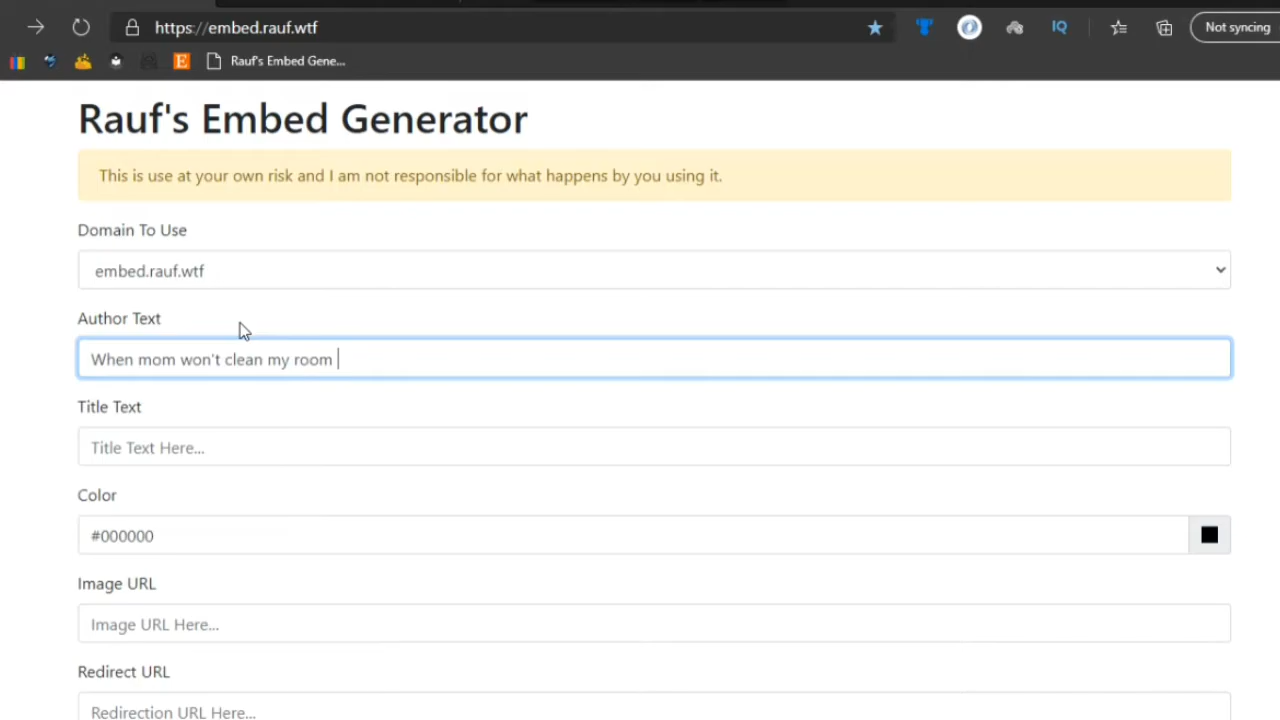 https://embed.rauf.wtf
IQ
Not syncing
E
Rauf's Embed Gene...
Rauf's Embed Generator
This is use at your own risk and I am not responsible for what happens by you using it.
Domain To Use
embed.rauf.wtf
Author Text
When mom won't clean my room
Title Text
Title Text Here...
Color
#000000
Image URL
Image URL Here...
Redirect URL
Redirection URL Here...